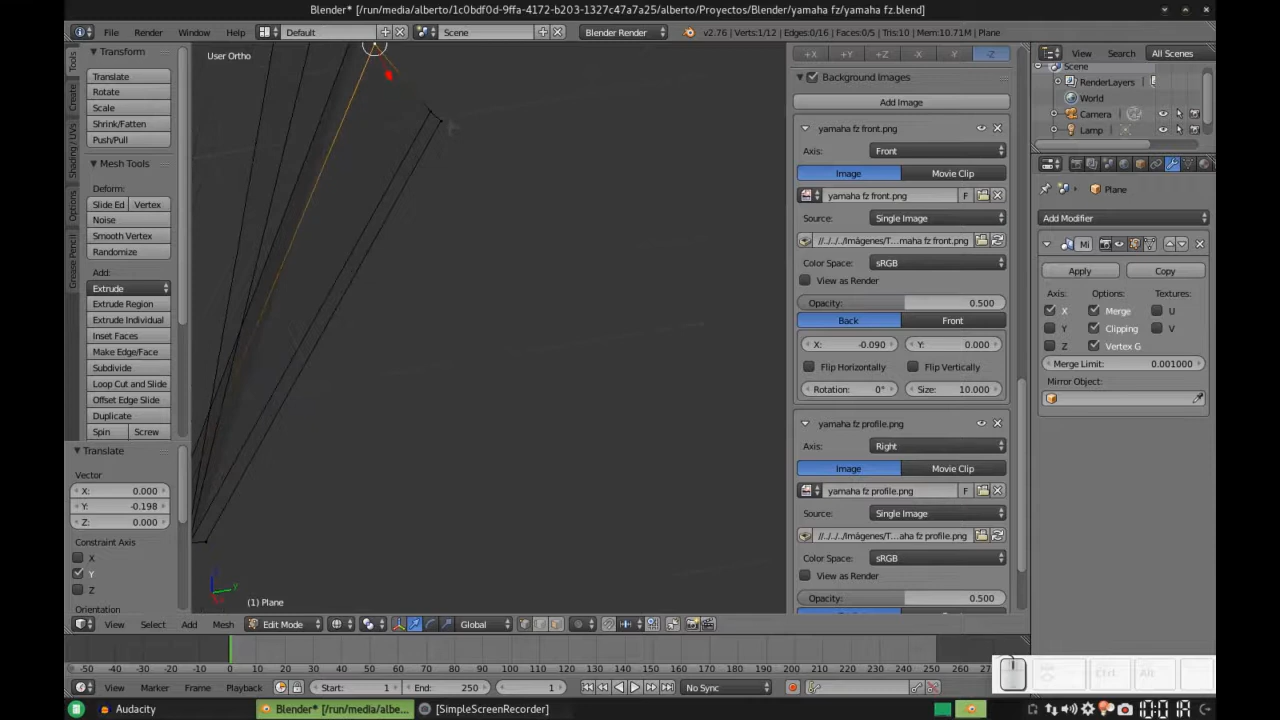 Blender* [/run/media/alberto/1c0bdf0d-9ffa-4172-b203-1327c47a7a25/alberto/Proyectos/Blender/yamaha fz/yamaha fz.blend]
File Render Window Help Default Scene Blender Render v2.76 | Verts:1/12 | Edges:0/16 | Faces:0/5 | Tris:10 | Mem:10.71M | Plane
Tools
Create
Shading / UVs
Options
Grease Pencil
Transform
Translate
Rotate
Scale
Shrink/Fatten
Push/Pull
Mesh Tools
Deform:
Slide Ed Vertex
Noise
Smooth Vertex
Randomize
Add:
Extrude
Extrude Region
Extrude Individual
Inset Faces
Make Edge/Face
Subdivide
Loop Cut and Slide
Offset Edge Slide
Duplicate
Spin Screw
Translate
Vector
X: 0.000
Y: -0.198
Z: 0.000
Constraint Axis
X
Y
Z
Orientation
User Ortho
(1) Plane
+X +Y +Z -X -Y -Z
Background Images
Add Image
yamaha fz front.png
Axis: Front
Image Movie Clip
yamaha fz front.png F
Source: Single Image
//../../../Imágenes/T...maha fz front.png
Color Space: sRGB
View as Render
Opacity: 0.500
Back Front
X: -0.090 Y: 0.000
Flip Horizontally Flip Vertically
Rotation: 0° Size: 10.000
yamaha fz profile.png
Axis: Right
Image Movie Clip
yamaha fz profile.png F
Source: Single Image
//../../../Imágenes/T...aha fz profile.png
Color Space: sRGB
View as Render
Opacity: 0.500
View Search All Scenes
Scene
RenderLayers
World
Camera
Lamp
Plane
Add Modifier
Mi
Apply Copy
Axis: Options: Textures:
X Merge U
Y Clipping V
Z Vertex G
Merge Limit: 0.001000
Mirror Object:
View Select Add Mesh Edit Mode Global
-50 -40 -30 -20 -10 0 10 20 30 40 50 60 70 80 90 100 110 120 130 140 150 160 170 180 190 200 210 220 230 240 250 260
View Marker Frame Playback Start: 1 End: 250 1 No Sync
Ctrl Alt
Audacity Blender* [/run/media/albe... [SimpleScreenRecorder]